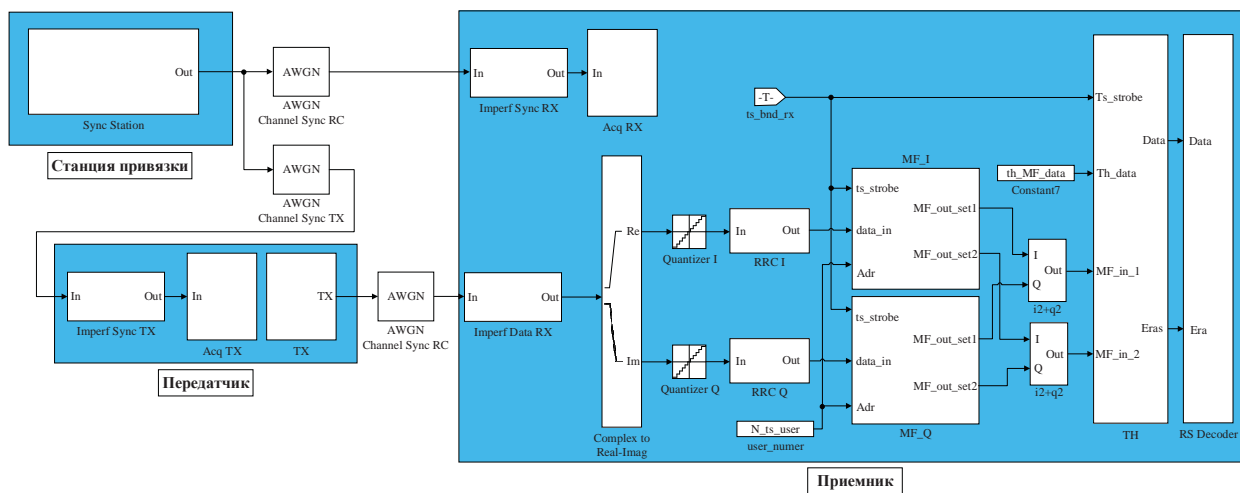 Out
Sync Station
Станция привязки
AWGN
AWGN
Channel Sync RC
AWGN
AWGN
Channel Sync TX
In
Out
Imperf Sync TX
In
Acq TX
TX
TX
Передатчик
AWGN
AWGN
Channel Sync RC
In
Out
Imperf Sync RX
In
Acq RX
In
Out
Imperf Data RX
Re
Im
Complex to
Real-Imag
Quantizer I
Quantizer Q
In
Out
RRC I
In
Out
RRC Q
-T-
ts_bnd_rx
N_ts_user
user_numer
MF_I
ts_strobe
data_in
Adr
MF_out_set1
MF_out_set2
ts_strobe
data_in
Adr
MF_out_set1
MF_out_set2
MF_Q
th_MF_data
Constant7
I
Q
Out
i2+q2
I
Q
Out
i2+q2
Ts_strobe
Th_data
MF_in_1
MF_in_2
Data
Eras
TH
Data
Era
RS Decoder
Приемник